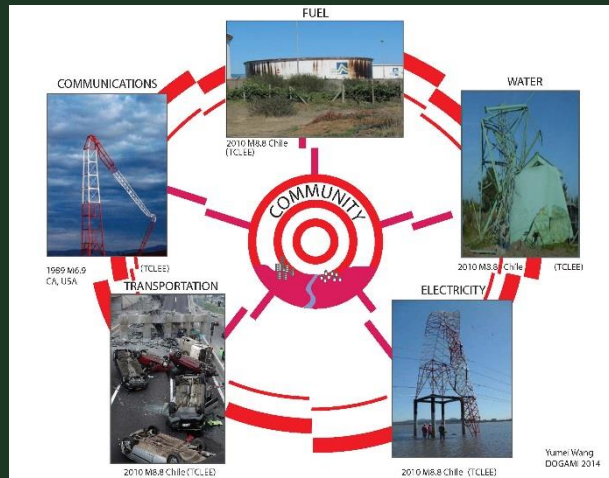 FUEL
COMMUNICATIONS
WATER
2010 M8.8 Chile
(TCLEE)
COMMUNITY
1989 M6.9 (TCLEE)
CA, USA
2010 M8.8 Chile (TCLEE)
TRANSPORTATION
ELECTRICITY
2010 M8.8 Chile (TCLEE)
2010 M8.8 Chile (TCLEE)
Yumei Wang
DOGAMI 2014